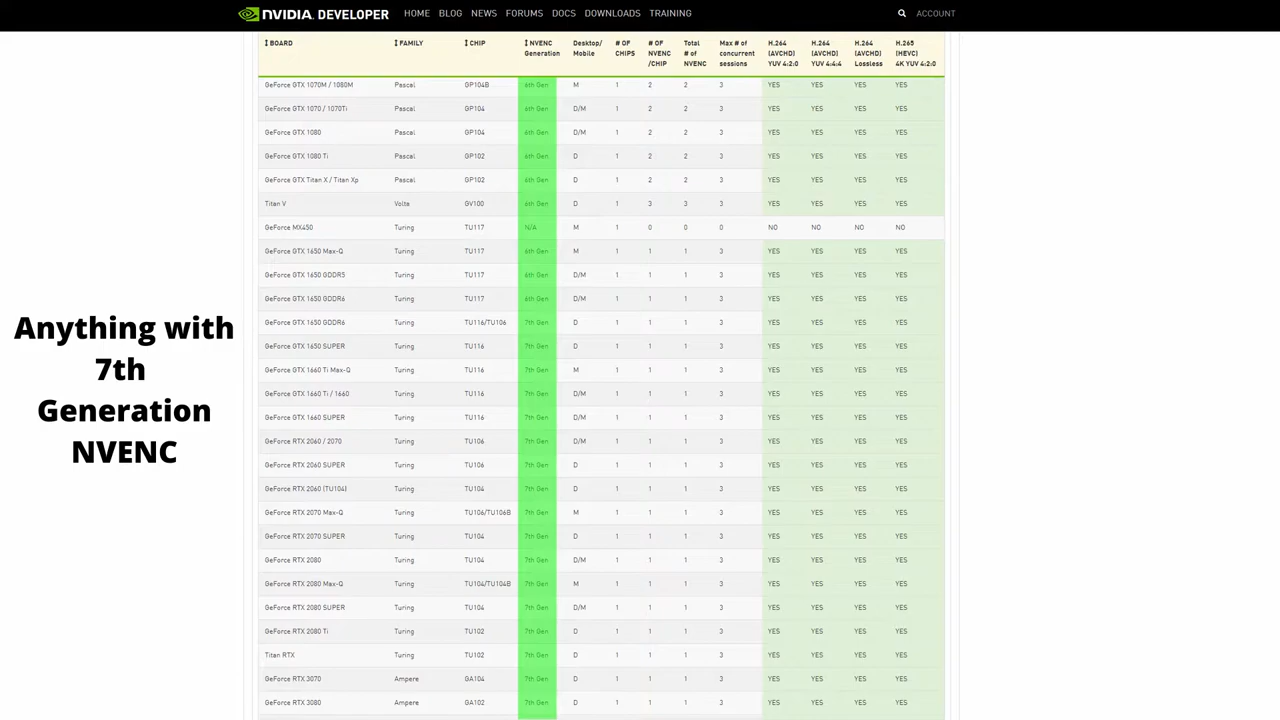 NVIDIA. DEVELOPER HOME BLOG NEWS FORUMS DOCS DOWNLOADS TRAINING ACCOUNT
BOARD FAMILY CHIP NVENC Generation Desktop/ Mobile # OF CHIPS # OF NVENC /CHIP Total # of NVENC Max # of concurrent sessions H.264 (AVCHD) YUV 4:2:0 H.264 (AVCHD) YUV 4:4:4 H.264 (AVCHD) Lossless H.265 (HEVC) 4K YUV 4:2:0
GeForce GTX 1070M / 1080M Pascal GP104B 6th Gen M 1 2 2 3 YES YES YES YES
GeForce GTX 1070 / 1070Ti Pascal GP104 6th Gen D/M 1 2 2 3 YES YES YES YES
GeForce GTX 1080 Pascal GP104 6th Gen D/M 1 2 2 3 YES YES YES YES
GeForce GTX 1080 Ti Pascal GP102 6th Gen D 1 2 2 3 YES YES YES YES
GeForce GTX Titan X / Titan Xp Pascal GP102 6th Gen D 1 2 2 3 YES YES YES YES
Titan V Volta GV100 6th Gen D 1 3 3 3 YES YES YES YES
GeForce MX450 Turing TU117 N/A M 1 0 0 0 NO NO NO NO
GeForce GTX 1650 Max-Q Turing TU117 6th Gen M 1 1 1 3 YES YES YES YES
GeForce GTX 1650 GDDR5 Turing TU117 6th Gen D/M 1 1 1 3 YES YES YES YES
GeForce GTX 1650 GDDR6 Turing TU117 6th Gen D/M 1 1 1 3 YES YES YES YES
GeForce GTX 1650 GDDR6 Turing TU116/TU106 7th Gen D 1 1 1 3 YES YES YES YES
GeForce GTX 1650 SUPER Turing TU116 7th Gen D 1 1 1 3 YES YES YES YES
GeForce GTX 1660 Ti Max-Q Turing TU116 7th Gen M 1 1 1 3 YES YES YES YES
GeForce GTX 1660 Ti / 1660 Turing TU116 7th Gen D/M 1 1 1 3 YES YES YES YES
GeForce GTX 1660 SUPER Turing TU116 7th Gen D/M 1 1 1 3 YES YES YES YES
GeForce RTX 2060 / 2070 Turing TU106 7th Gen D/M 1 1 1 3 YES YES YES YES
GeForce RTX 2060 SUPER Turing TU106 7th Gen D 1 1 1 3 YES YES YES YES
GeForce RTX 2060 (TU104) Turing TU104 7th Gen D 1 1 1 3 YES YES YES YES
GeForce RTX 2070 Max-Q Turing TU106/TU106B 7th Gen M 1 1 1 3 YES YES YES YES
GeForce RTX 2070 SUPER Turing TU104 7th Gen D 1 1 1 3 YES YES YES YES
GeForce RTX 2080 Turing TU104 7th Gen D/M 1 1 1 3 YES YES YES YES
GeForce RTX 2080 Max-Q Turing TU104/TU104B 7th Gen M 1 1 1 3 YES YES YES YES
GeForce RTX 2080 SUPER Turing TU104 7th Gen D/M 1 1 1 3 YES YES YES YES
GeForce RTX 2080 Ti Turing TU102 7th Gen D 1 1 1 3 YES YES YES YES
Titan RTX Turing TU102 7th Gen D 1 1 1 3 YES YES YES YES
GeForce RTX 3070 Ampere GA104 7th Gen D 1 1 1 3 YES YES YES YES
GeForce RTX 3080 Ampere GA102 7th Gen D 1 1 1 3 YES YES YES YES
Anything with
7th
Generation
NVENC